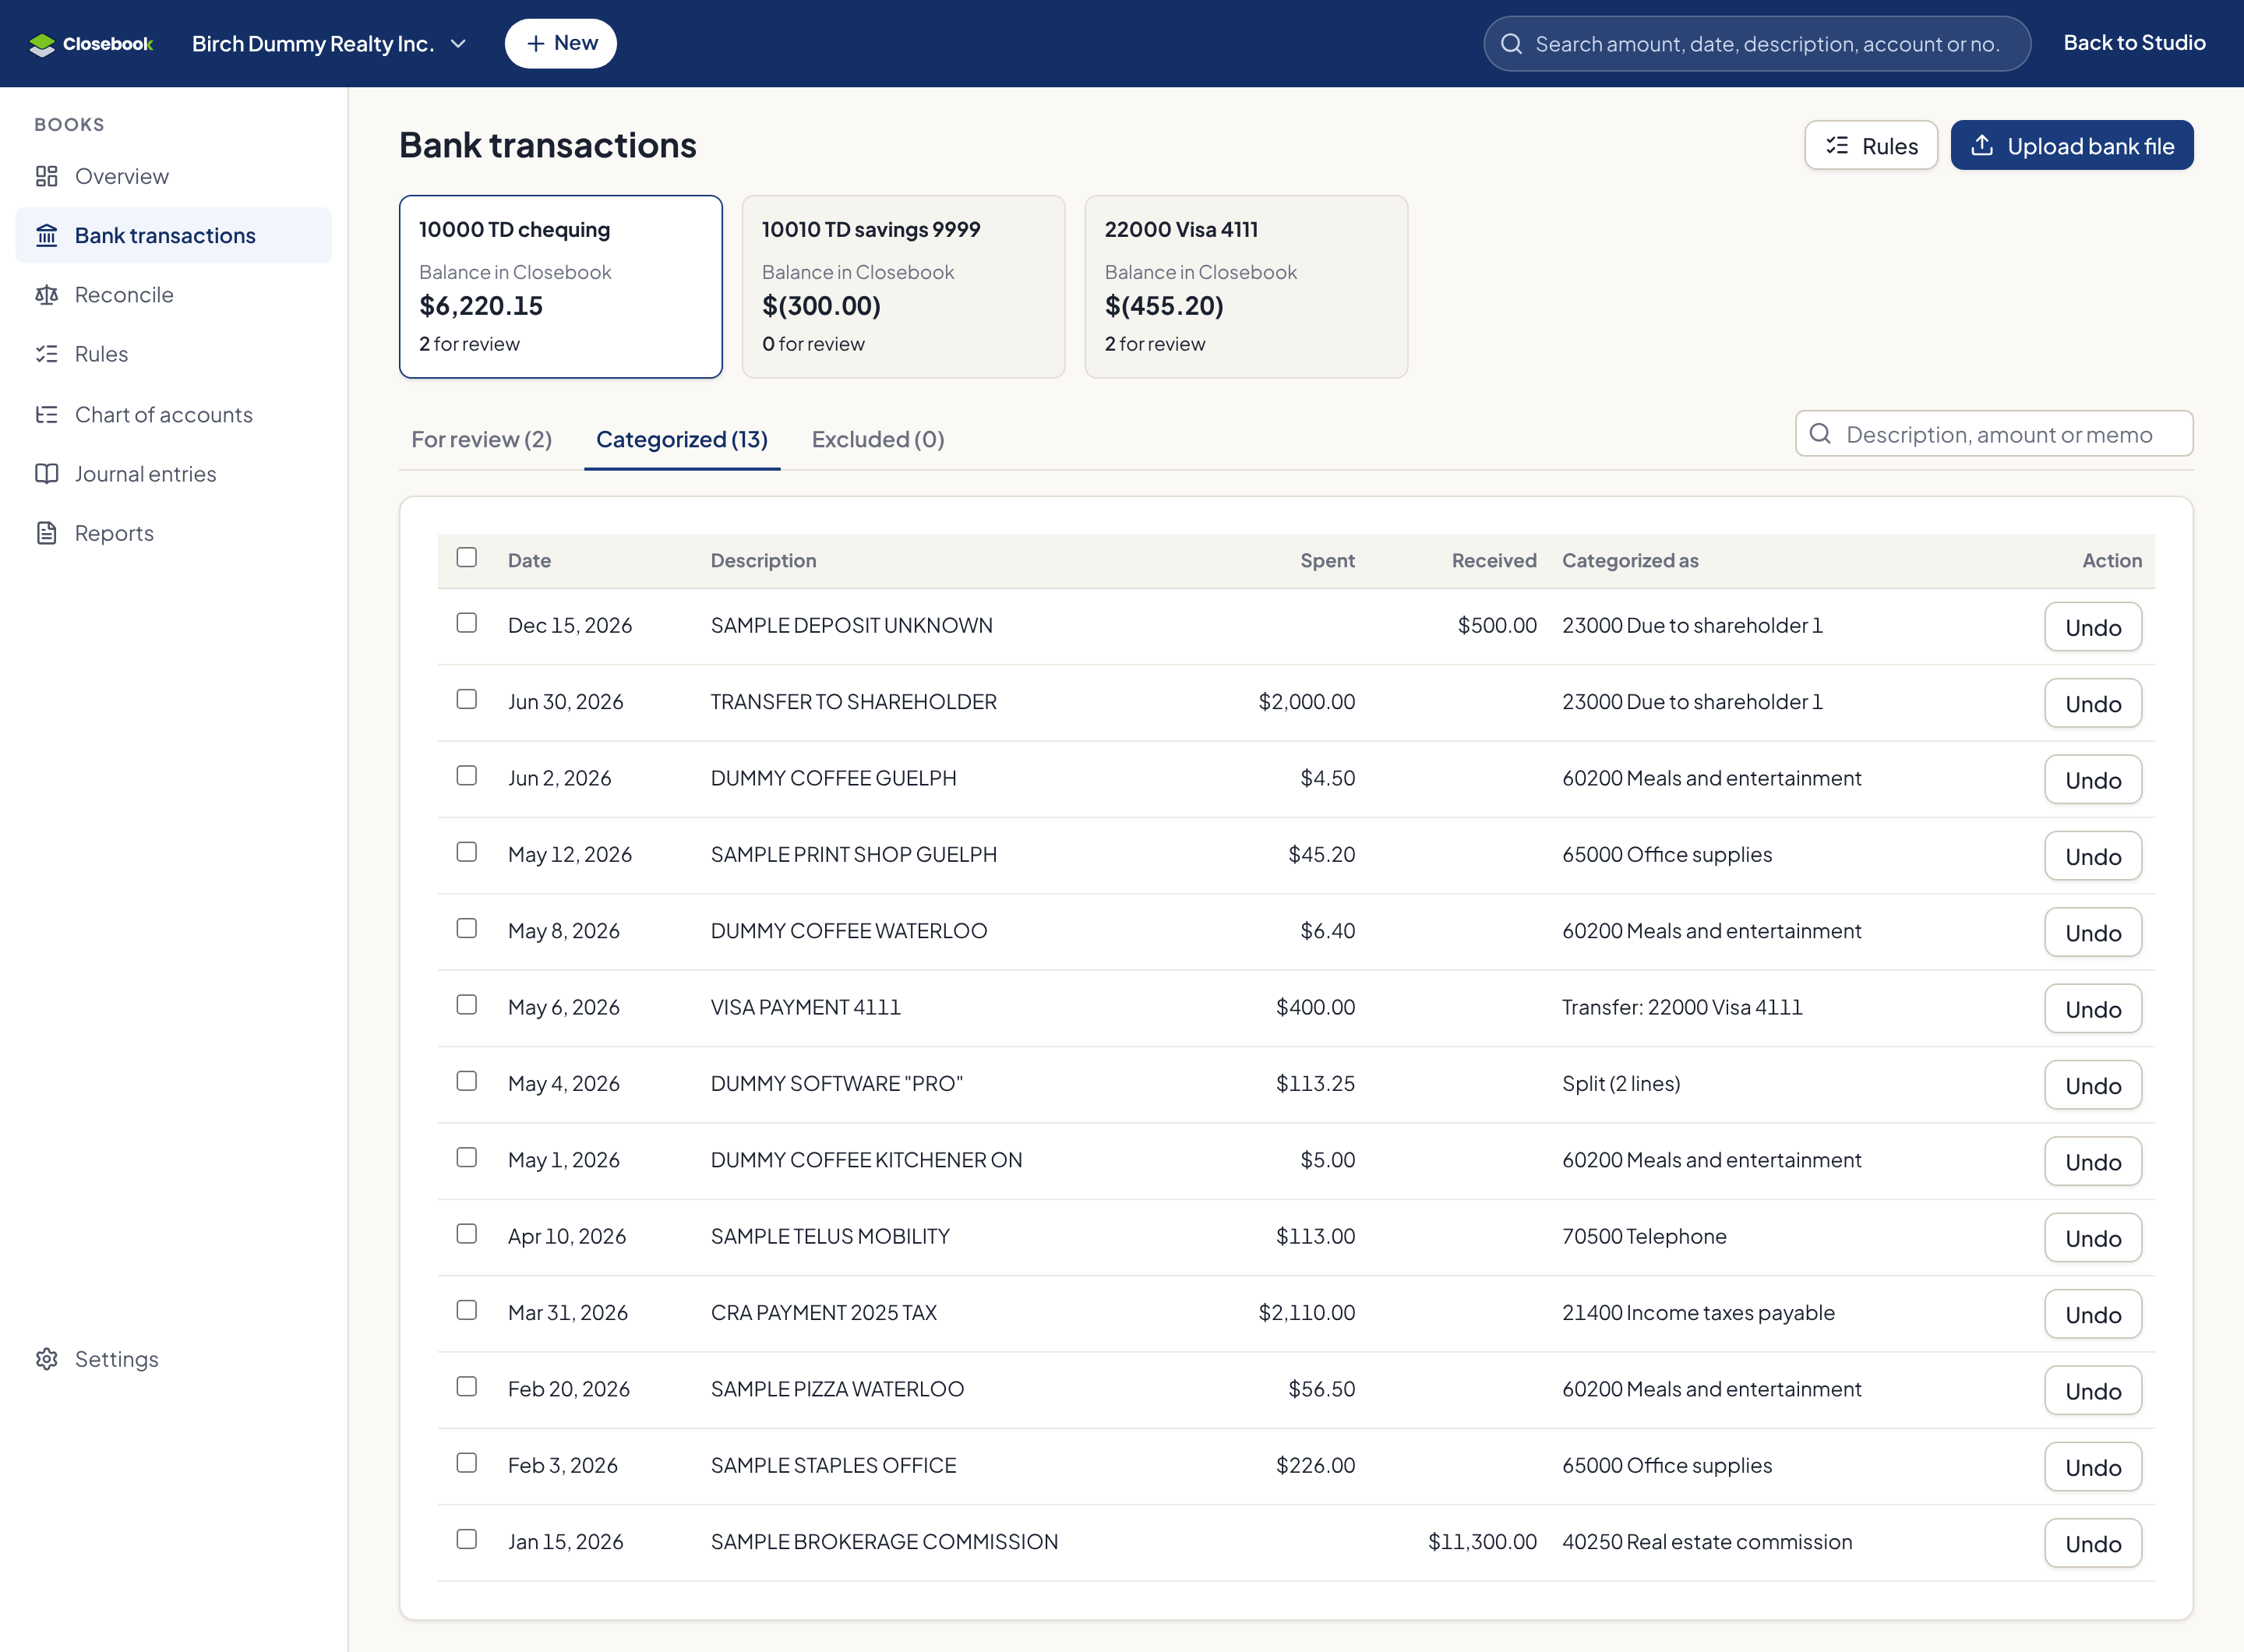 Closebook Birch Dummy Realty Inc. + New Search amount, date, description, account or no. Back to Studio
BOOKS
Overview
Bank transactions
Reconcile
Rules
Chart of accounts
Journal entries
Reports
Settings
Bank transactions Rules Upload bank file
10000 TD chequing
Balance in Closebook
$6,220.15
2 for review
10010 TD savings 9999
Balance in Closebook
$(300.00)
0 for review
22000 Visa 4111
Balance in Closebook
$(455.20)
2 for review
For review (2) Categorized (13) Excluded (0) Description, amount or memo
Date Description Spent Received Categorized as Action
Dec 15, 2026 SAMPLE DEPOSIT UNKNOWN $500.00 23000 Due to shareholder 1 Undo
Jun 30, 2026 TRANSFER TO SHAREHOLDER $2,000.00 23000 Due to shareholder 1 Undo
Jun 2, 2026 DUMMY COFFEE GUELPH $4.50 60200 Meals and entertainment Undo
May 12, 2026 SAMPLE PRINT SHOP GUELPH $45.20 65000 Office supplies Undo
May 8, 2026 DUMMY COFFEE WATERLOO $6.40 60200 Meals and entertainment Undo
May 6, 2026 VISA PAYMENT 4111 $400.00 Transfer: 22000 Visa 4111 Undo
May 4, 2026 DUMMY SOFTWARE "PRO" $113.25 Split (2 lines) Undo
May 1, 2026 DUMMY COFFEE KITCHENER ON $5.00 60200 Meals and entertainment Undo
Apr 10, 2026 SAMPLE TELUS MOBILITY $113.00 70500 Telephone Undo
Mar 31, 2026 CRA PAYMENT 2025 TAX $2,110.00 21400 Income taxes payable Undo
Feb 20, 2026 SAMPLE PIZZA WATERLOO $56.50 60200 Meals and entertainment Undo
Feb 3, 2026 SAMPLE STAPLES OFFICE $226.00 65000 Office supplies Undo
Jan 15, 2026 SAMPLE BROKERAGE COMMISSION $11,300.00 40250 Real estate commission Undo